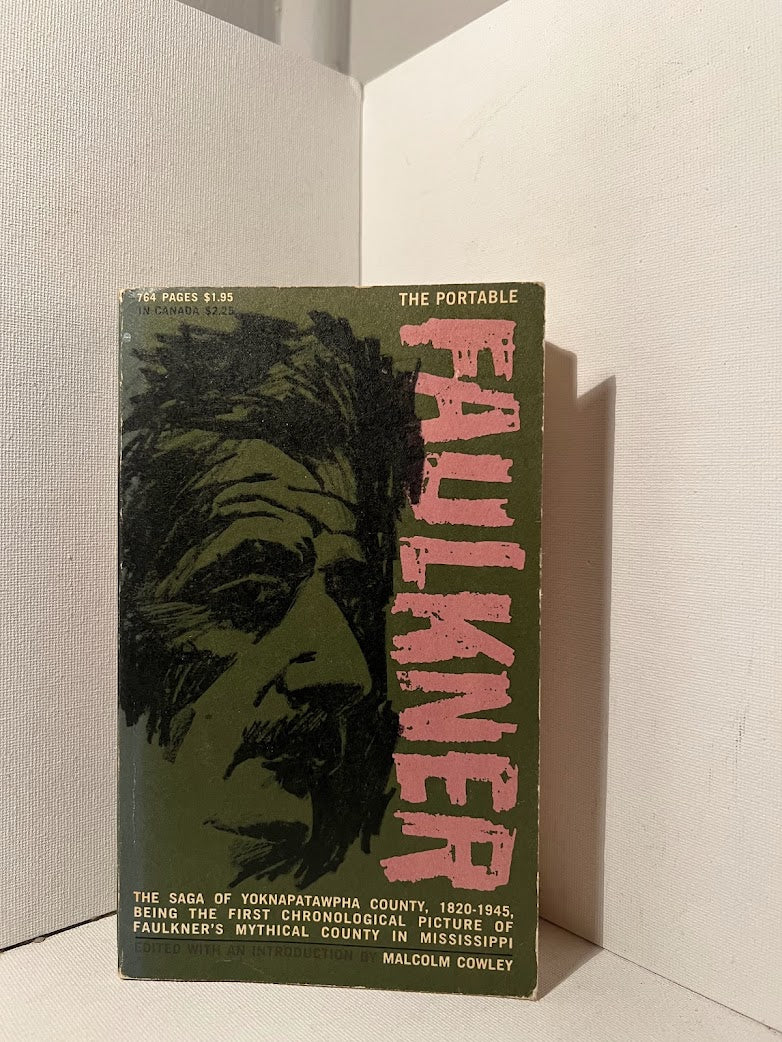 764 PAGES $1.95
IN CANADA $2.25
THE PORTABLE
FAULKNER
THE SAGA OF YOKNAPATAWPHA COUNTY, 1820-1945,
BEING THE FIRST CHRONOLOGICAL PICTURE OF
FAULKNER'S MYTHICAL COUNTY IN MISSISSIPPI
EDITED WITH AN INTRODUCTION BY MALCOLM COWLEY